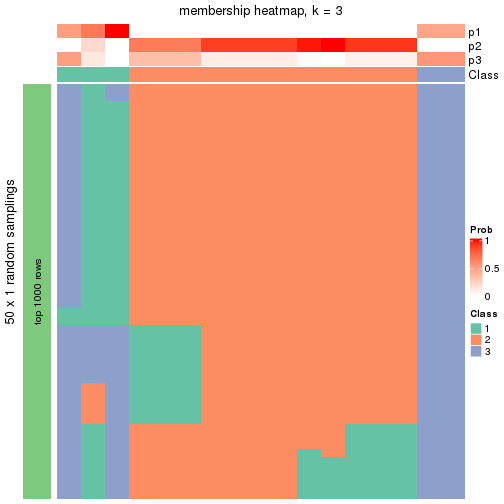 membership heatmap, k = 3
p1
p2
p3
Class
50 x 1 random samplings
top 1000 rows
Prob
1
0.5
0
Class
1
2
3